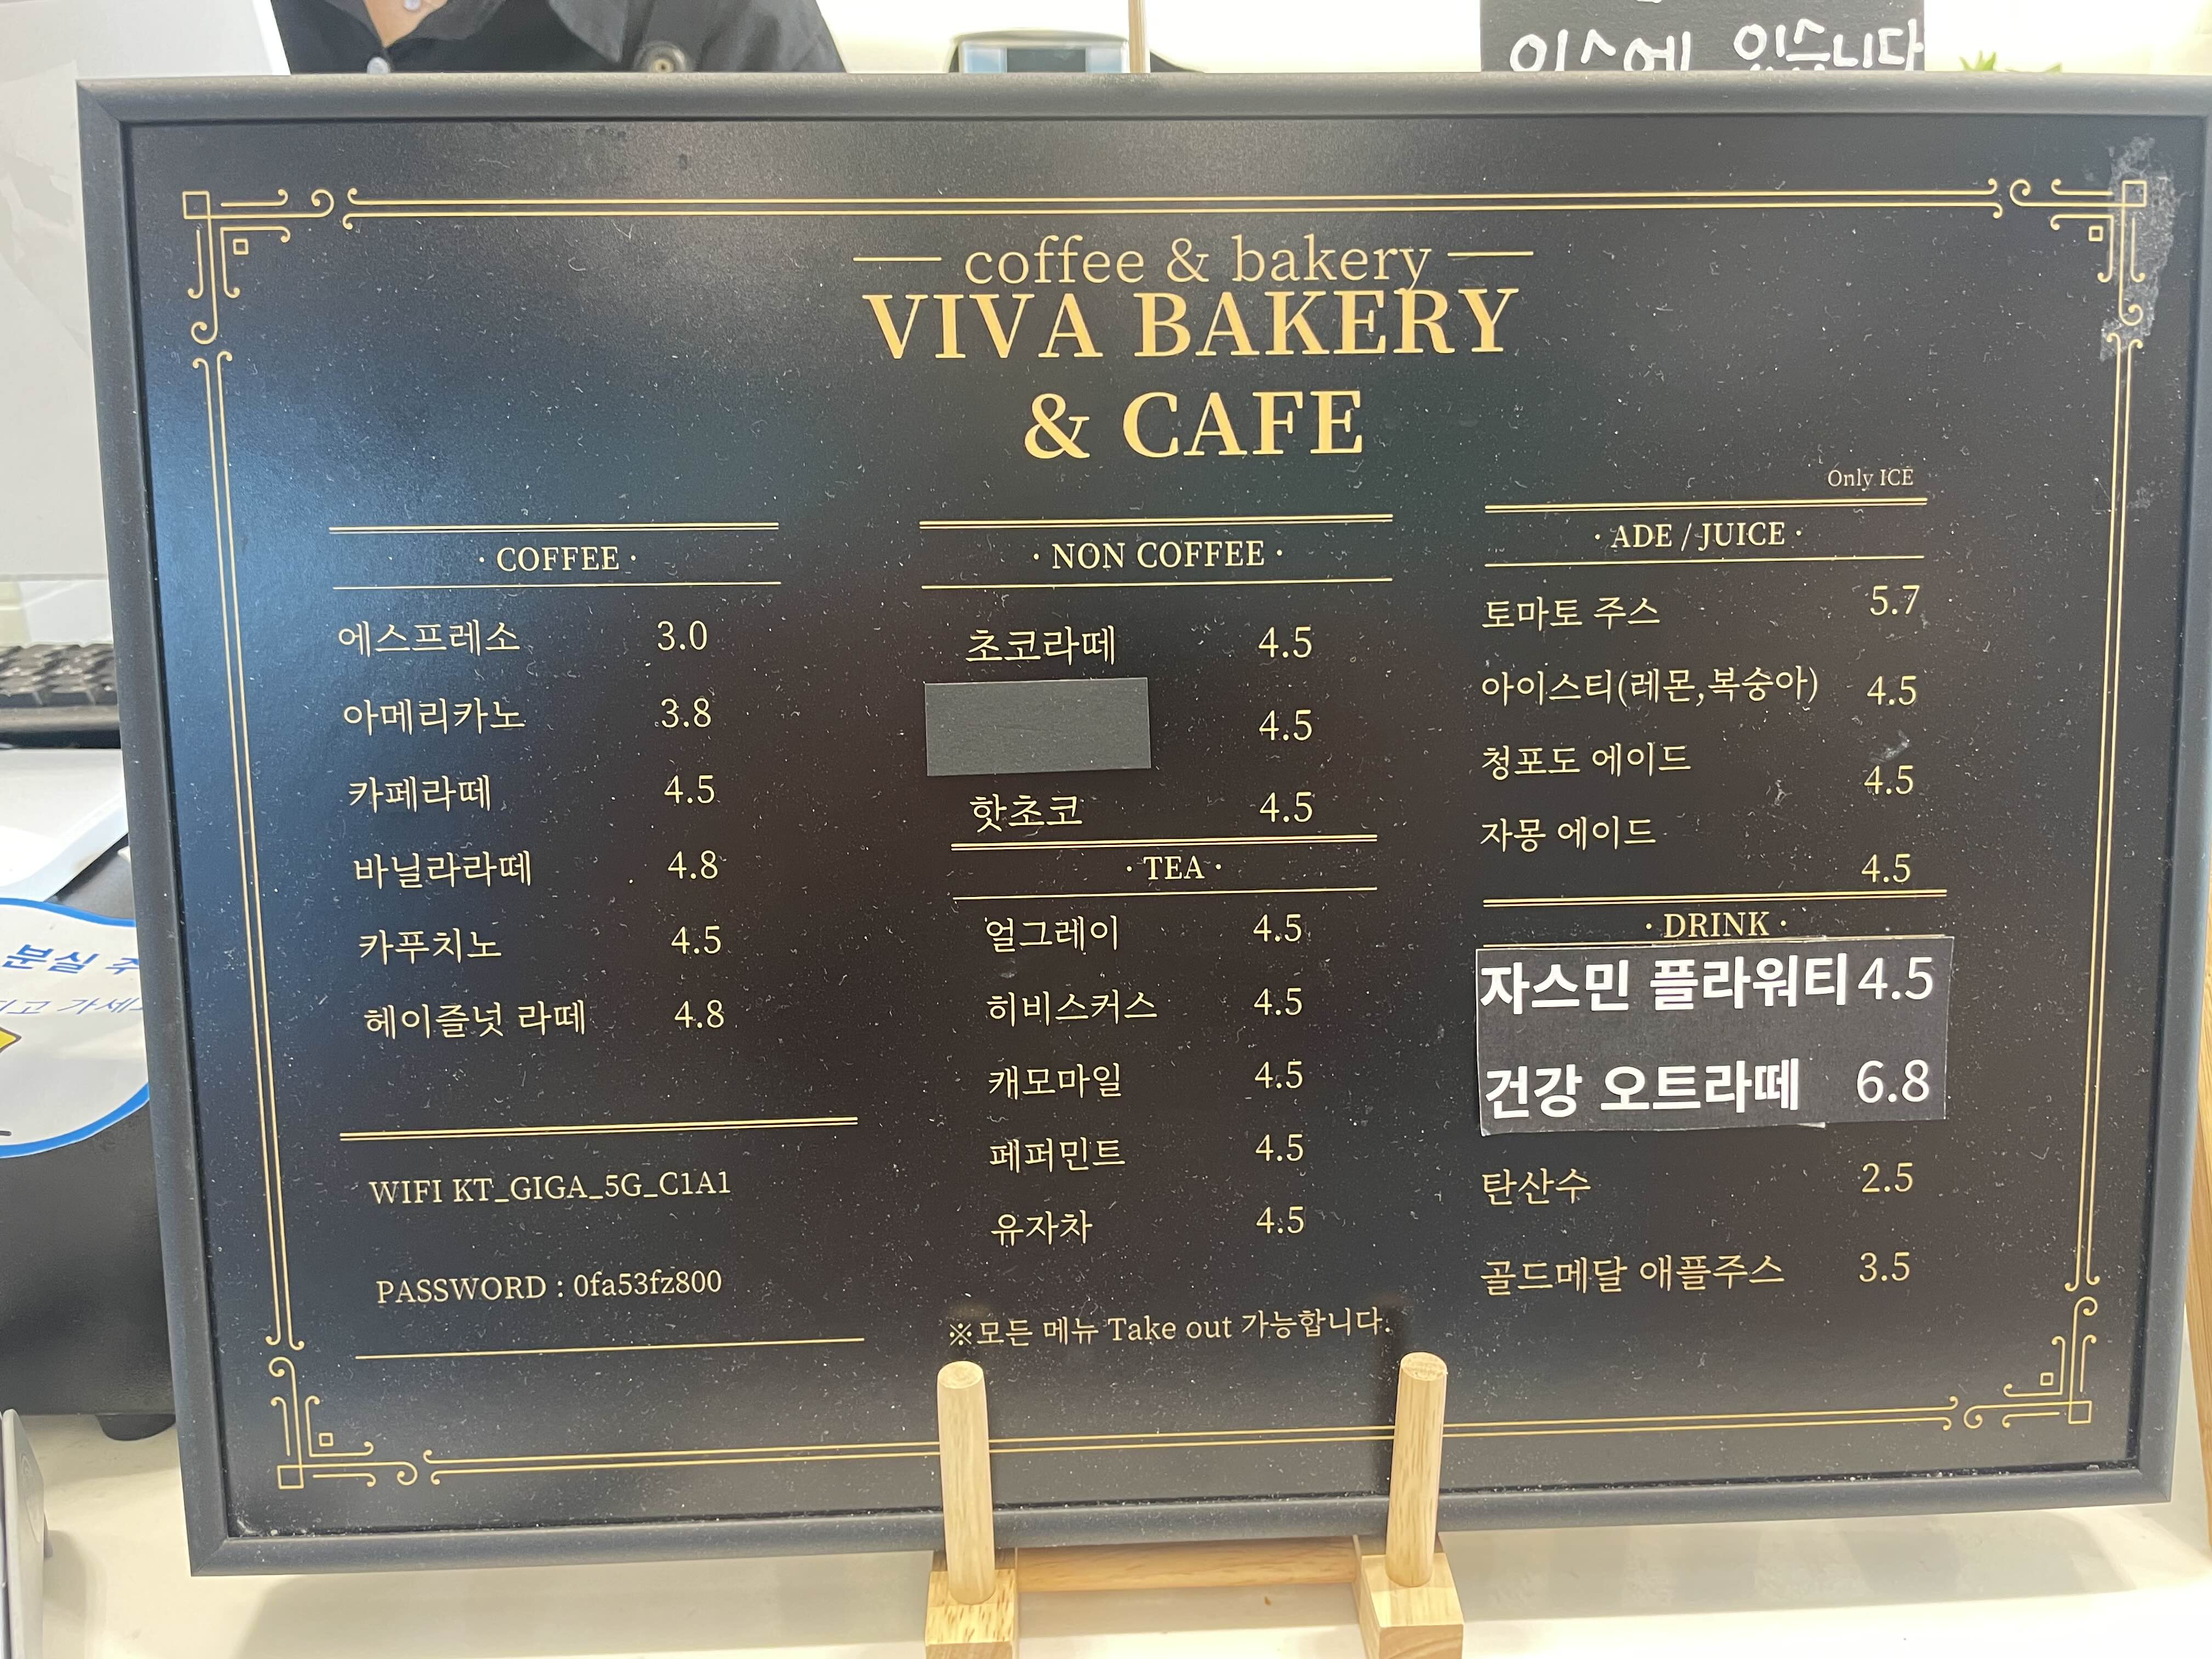 있습니다
coffee & bakery
VIVA BAKERY
& CAFE
· COFFEE ·
에스프레소 3.0
아메리카노 3.8
카페라떼 4.5
바닐라라떼 4.8
카푸치노 4.5
헤이즐넛 라떼 4.8
WIFI KT_GIGA_5G_C1A1
PASSWORD : 0fa53fz800
· NON COFFEE ·
초코라떼 4.5
4.5
핫초코 4.5
· TEA ·
얼그레이 4.5
히비스커스 4.5
캐모마일 4.5
페퍼민트 4.5
유자차 4.5
※모든 메뉴 Take out 가능합니다.
Only ICE
· ADE / JUICE ·
토마토 주스 5.7
아이스티(레몬,복숭아) 4.5
청포도 에이드 4.5
자몽 에이드 4.5
· DRINK ·
자스민 플라워티 4.5
건강 오트라떼 6.8
탄산수 2.5
골드메달 애플주스 3.5
분실